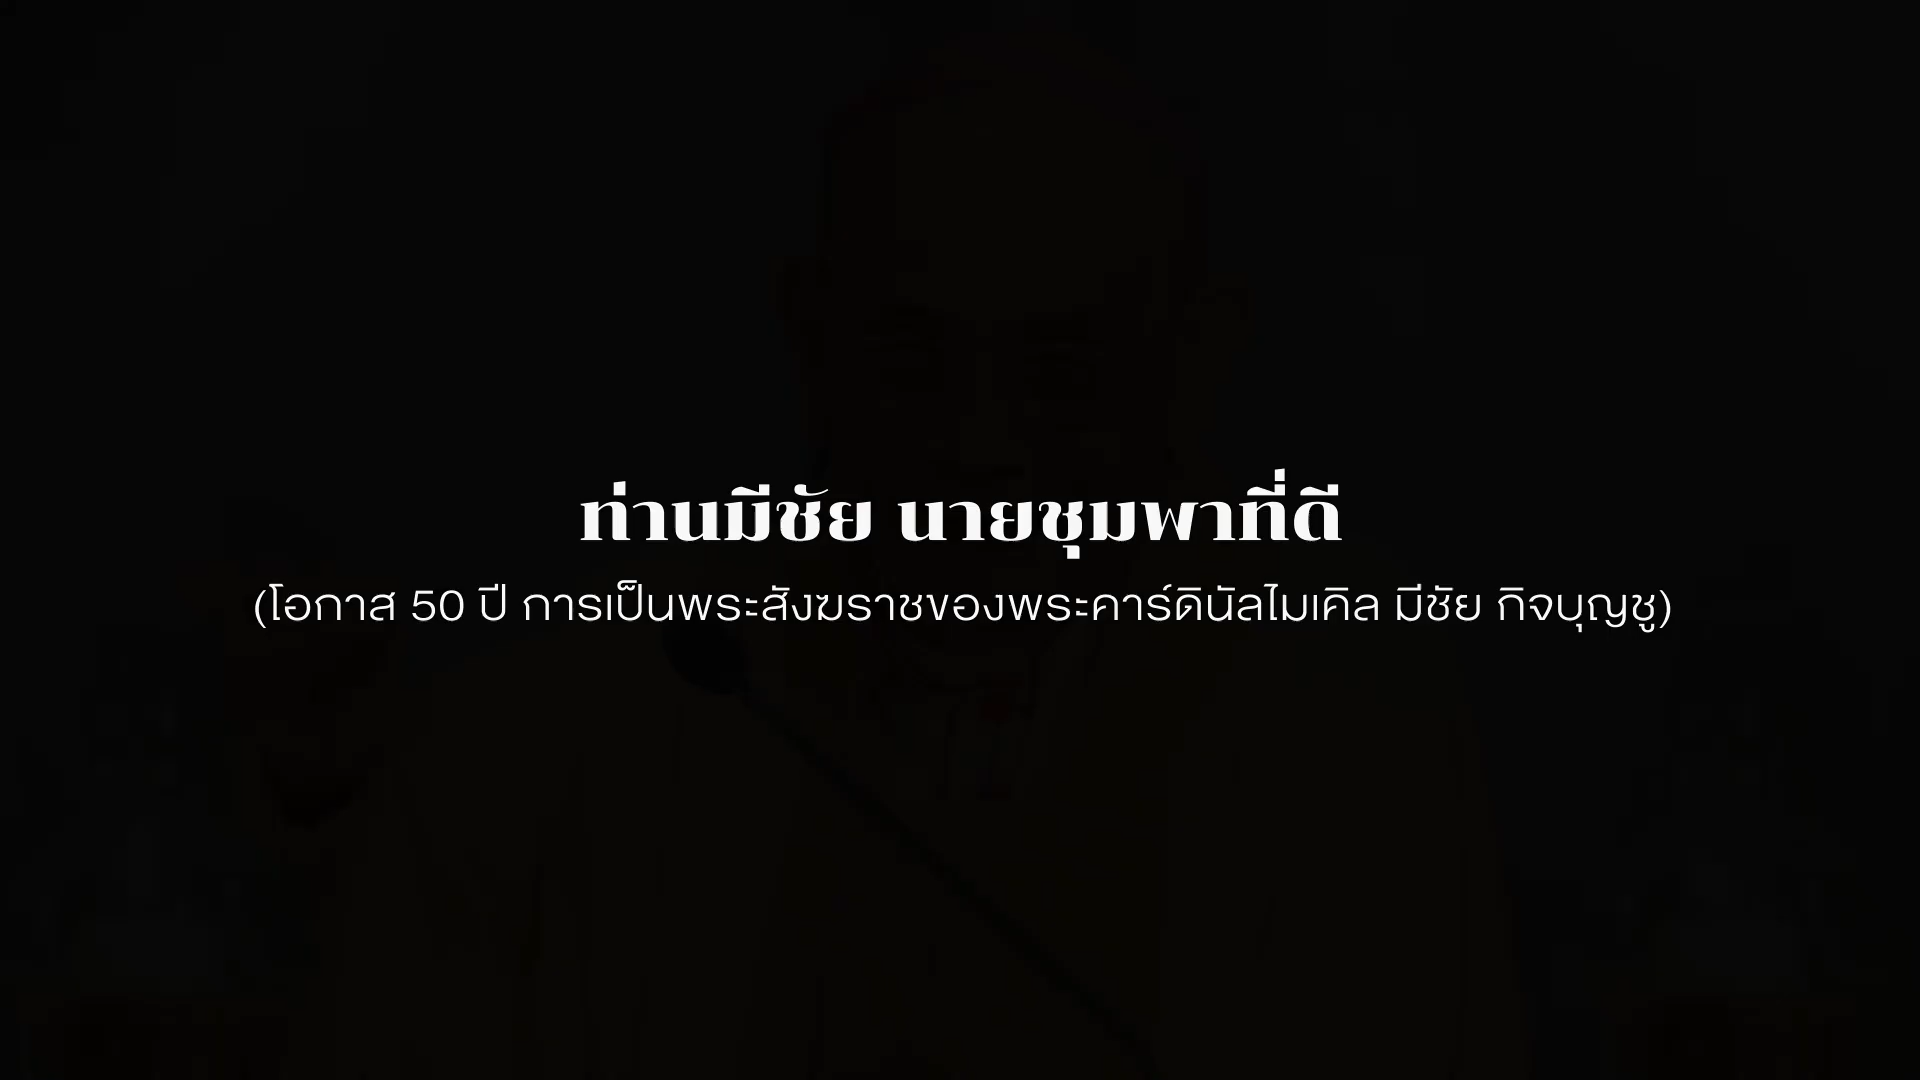 ท่านมีชัย นายชุมพาที่ดี
(โอกาส 50 ปี การเป็นพระสังฆราชของพระคาร์ดินัลไมเคิล มีชัย กิจบุญชู)